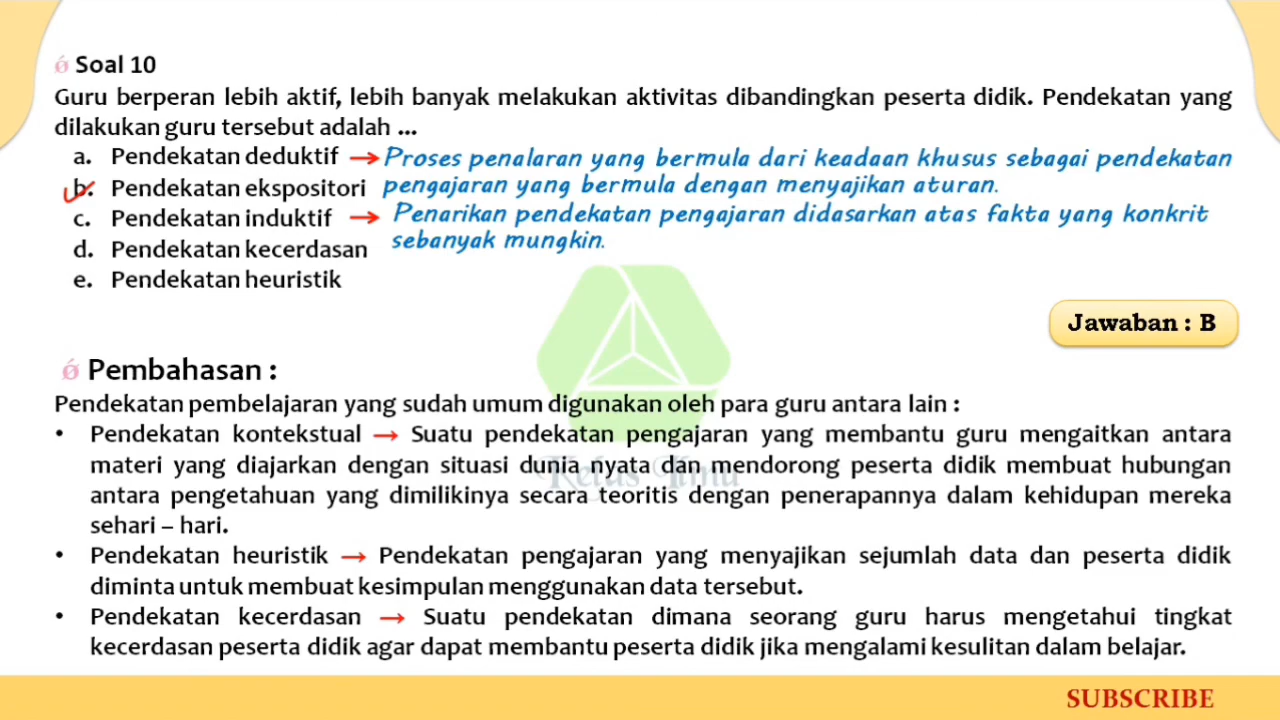 Soal 10
Guru berperan lebih aktif, lebih banyak melakukan aktivitas dibandingkan peserta didik. Pendekatan yang
dilakukan guru tersebut adalah ...
a. Pendekatan deduktif → Proses penalaran yang bermula dari keadaan khusus sebagai pendekatan
b. Pendekatan ekspositori pengajaran yang bermula dengan menyajikan aturan.
c. Pendekatan induktif → Penarikan pendekatan pengajaran didasarkan atas fakta yang konkrit
sebanyak mungkin.
d. Pendekatan kecerdasan
e. Pendekatan heuristik
Jawaban : B
Pembahasan :
Pendekatan pembelajaran yang sudah umum digunakan oleh para guru antara lain :
• Pendekatan kontekstual → Suatu pendekatan pengajaran yang membantu guru mengaitkan antara
materi yang diajarkan dengan situasi dunia nyata dan mendorong peserta didik membuat hubungan
antara pengetahuan yang dimilikinya secara teoritis dengan penerapannya dalam kehidupan mereka
sehari – hari.
• Pendekatan heuristik → Pendekatan pengajaran yang menyajikan sejumlah data dan peserta didik
diminta untuk membuat kesimpulan menggunakan data tersebut.
• Pendekatan kecerdasan → Suatu pendekatan dimana seorang guru harus mengetahui tingkat
kecerdasan peserta didik agar dapat membantu peserta didik jika mengalami kesulitan dalam belajar.
Kelas Ilmu
SUBSCRIBE